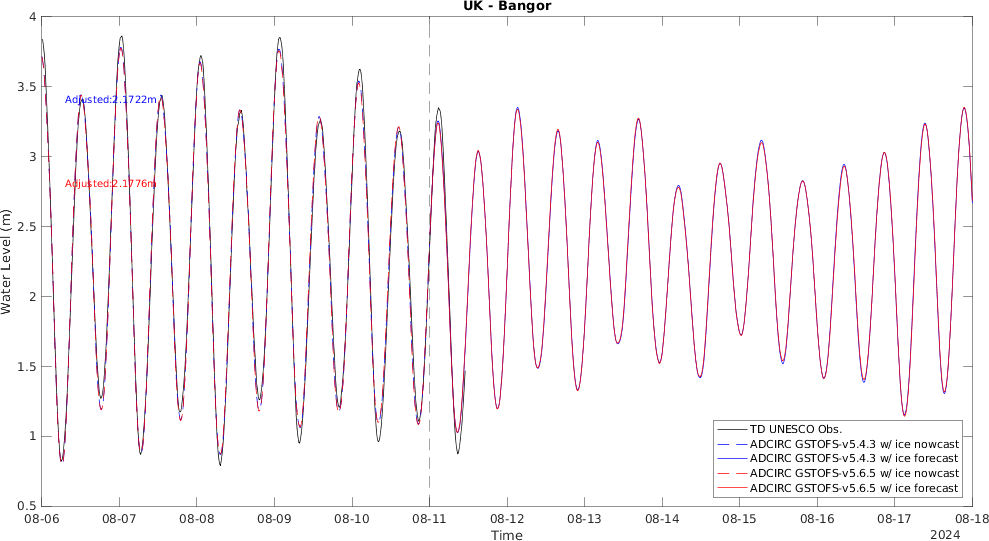 UK - Bangor
4
3.5
3
2.5
2
1.5
1
0.5
Water Level (m)
Adjusted:2.1722m
Adjusted:2.1776m
TD UNESCO Obs.
ADCIRC GSTOFS-v5.4.3 w/ ice nowcast
ADCIRC GSTOFS-v5.4.3 w/ ice forecast
ADCIRC GSTOFS-v5.6.5 w/ ice nowcast
ADCIRC GSTOFS-v5.6.5 w/ ice forecast
08-06 08-07 08-08 08-09 08-10 08-11 08-12 08-13 08-14 08-15 08-16 08-17 08-18
Time
2024